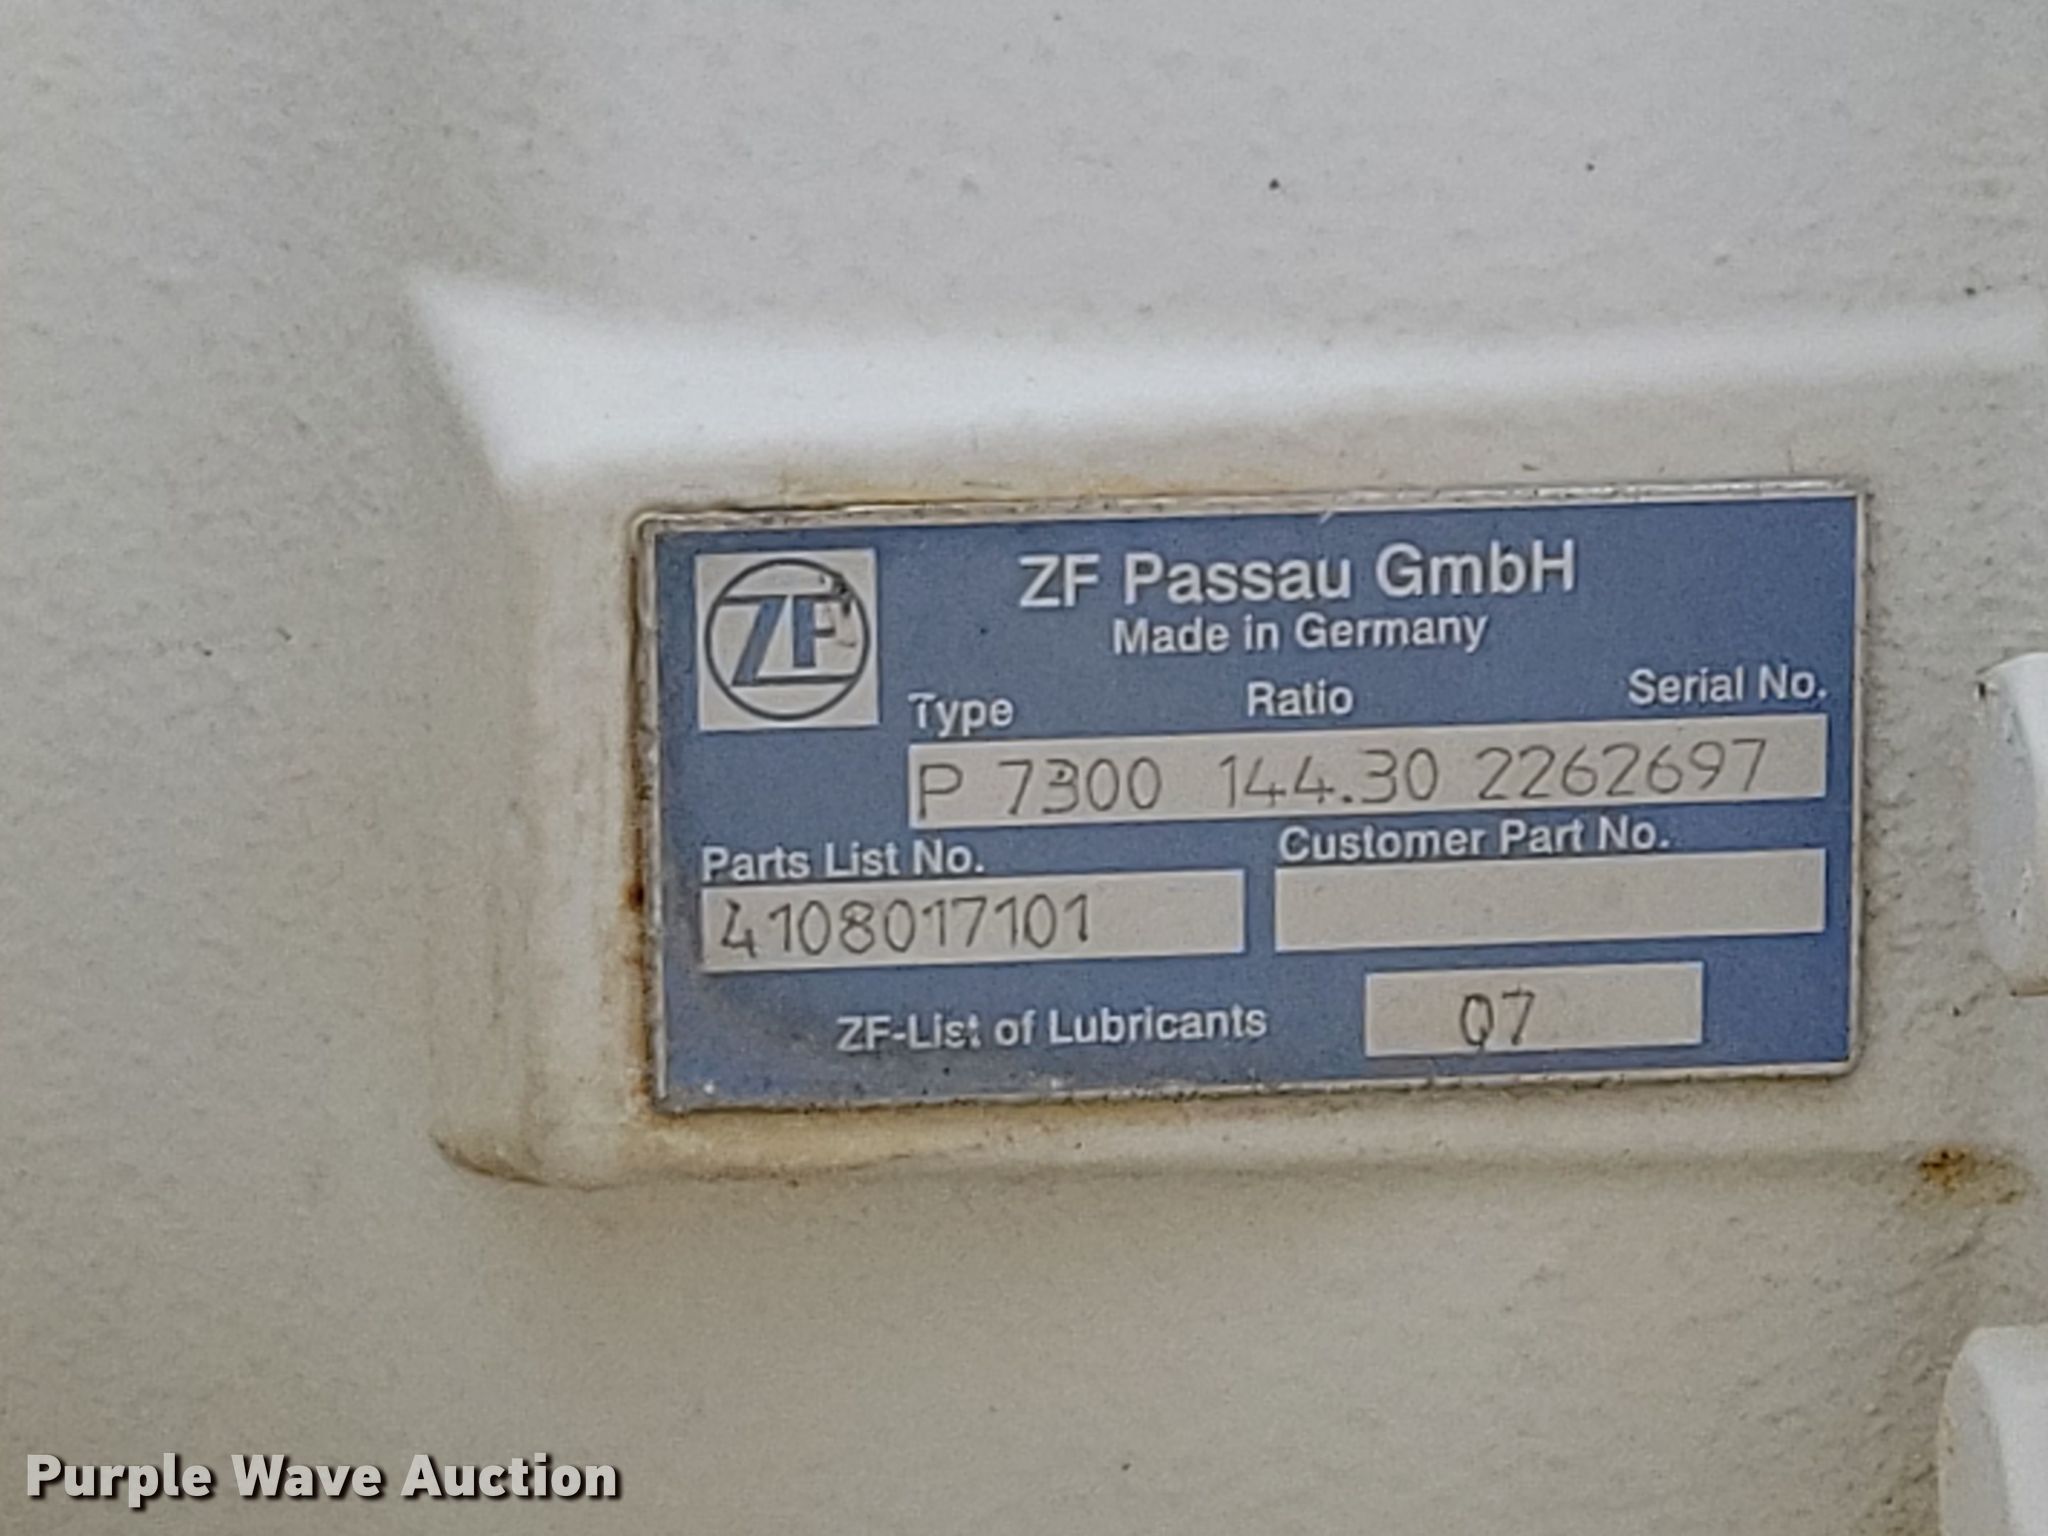 ZF
ZF Passau GmbH
Made in Germany
Type Ratio Serial No.
P 7300 144.30 2262697
Parts List No. Customer Part No.
4108017101
ZF-List of Lubricants 07
Purple Wave Auction